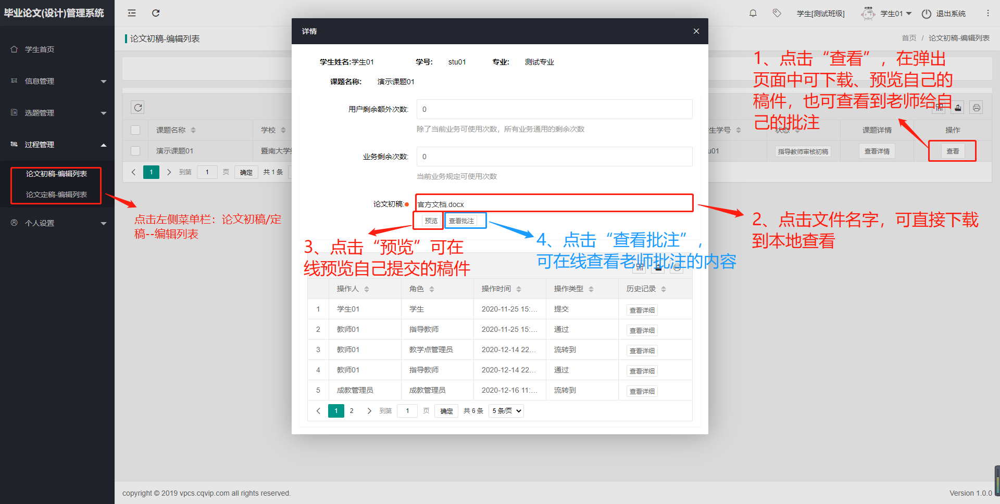 毕业论文(设计)管理系统
学生[测试班级]
学生01
退出系统
学生首页
信息管理
选题管理
过程管理
论文初稿-编辑列表
论文定稿-编辑列表
个人设置
论文初稿-编辑列表
首页 / 论文初稿-编辑列表
课题名称
学校
生学号
状态
课题详情
操作
演示课题01
暨南大学
u01
指导教师审核初稿
查看详情
查看
1
到第
1
页
确定
共 1 条
点击左侧菜单栏：论文初稿/定
稿--编辑列表
1、点击“查看”，在弹出
页面中可下载、预览自己的
稿件，也可查看到老师给自
己的批注
2、点击文件名字，可直接下载
到本地查看
详情
学生姓名:学生01
学号:
stu01
专业:
测试专业
课题名称:
演示课题01
用户剩余额外次数:
0
除了当前业务可使用次数，所有业务通用的剩余次数
业务剩余次数:
0
当前业务规定可使用次数
论文初稿:
官方文档.docx
预览
查看批注
3、点击“预览”可在
线预览自己提交的稿件
4、点击“查看批注”，
可在线查看老师批注的内容
操作人 角色 操作时间 操作类型 历史记录
1 学生01 学生 2020-11-25 15:... 提交 查看详细
2 教师01 指导教师 2020-11-25 15:... 通过 查看详细
3 教师01 教学点管理员 2020-12-14 22... 流转到 查看详细
4 教师01 指导教师 2020-12-14 22... 通过 查看详细
5 成教管理员 成教管理员 2020-12-16 11:... 流转到 查看详细
1 2 到第 1 页 确定 共 6 条 5 条/页
copyright © 2019 vpcs.cqvip.com all rights reserved.
Version 1.0.0